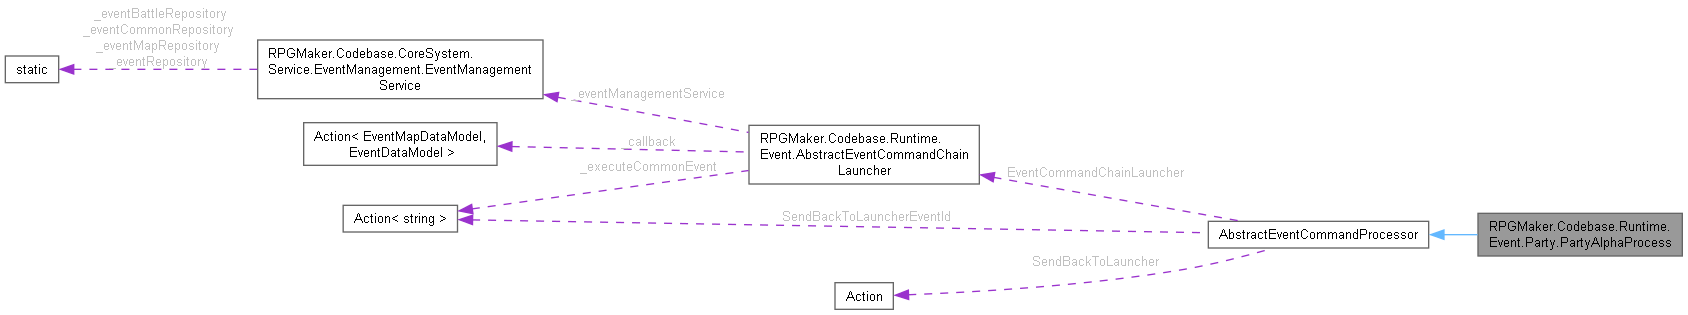 _eventBattleRepository
_eventCommonRepository
_eventMapRepository
_eventRepository
static
RPGMaker.Codebase.CoreSystem.
Service.EventManagement.EventManagement
Service
_eventManagementService
Action< EventMapDataModel,
EventDataModel >
_callback
_executeCommonEvent
RPGMaker.Codebase.Runtime.
Event.AbstractEventCommandChain
Launcher
EventCommandChainLauncher
Action< string >
SendBackToLauncherEventId
AbstractEventCommandProcessor
RPGMaker.Codebase.Runtime.
Event.Party.PartyAlphaProcess
SendBackToLauncher
Action